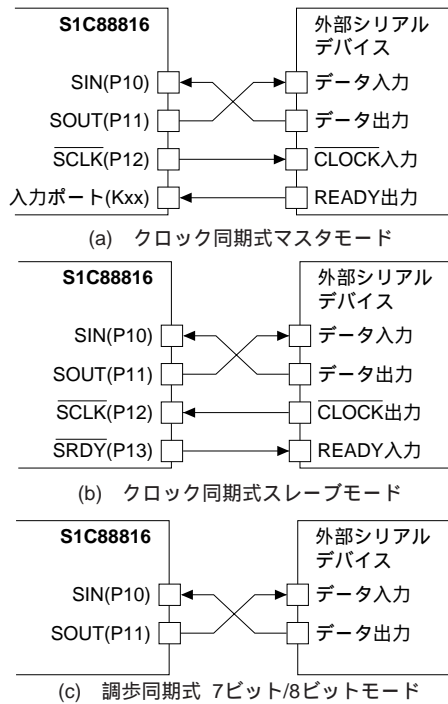 S1C88816
外部シリアル
デバイス
SIN(P10)
データ入力
SOUT(P11)
データ出力
SCLK(P12)
CLOCK入力
入力ポート(Kxx)
READY出力
(a) クロック同期式マスタモード
S1C88816
外部シリアル
デバイス
SIN(P10)
データ入力
SOUT(P11)
データ出力
SCLK(P12)
CLOCK出力
SRDY(P13)
READY入力
(b) クロック同期式スレーブモード
S1C88816
外部シリアル
デバイス
SIN(P10)
データ入力
SOUT(P11)
データ出力
(c) 調歩同期式 7ビット/8ビットモード